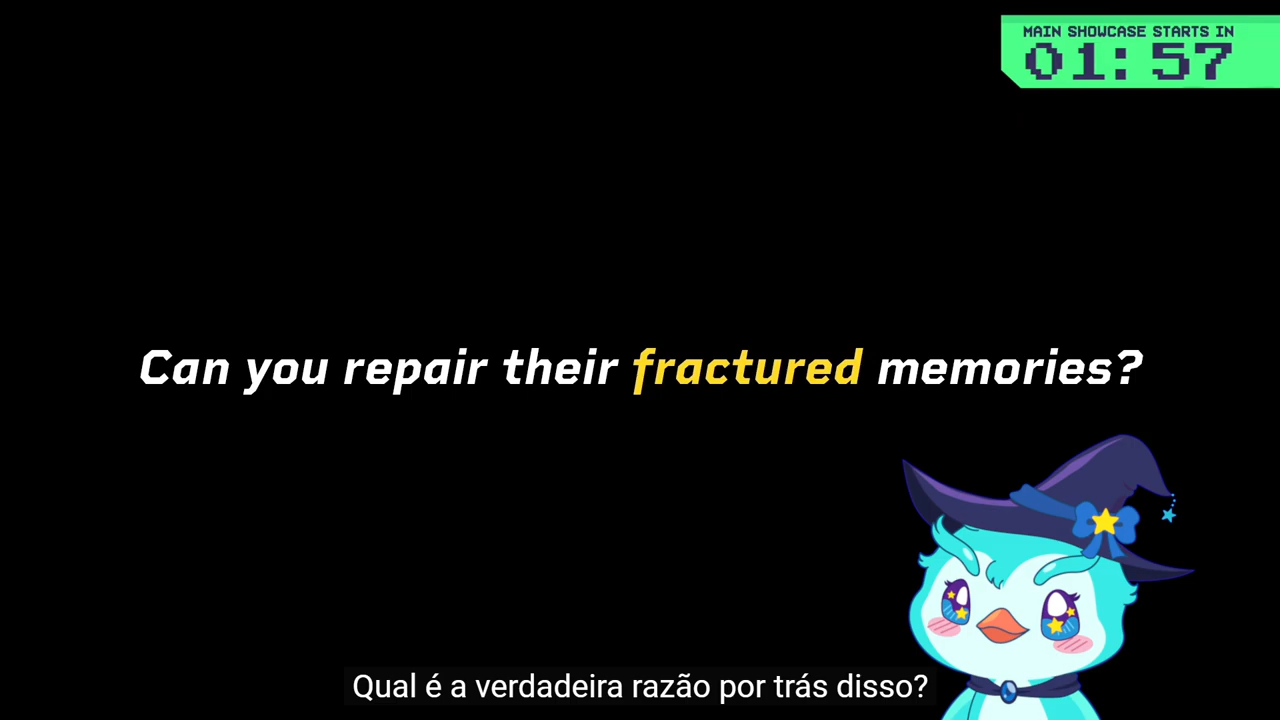 MAIN SHOWCASE STARTS IN
01:57
Can you repair their fractured memories?
Qual é a verdadeira razão por trás disso?